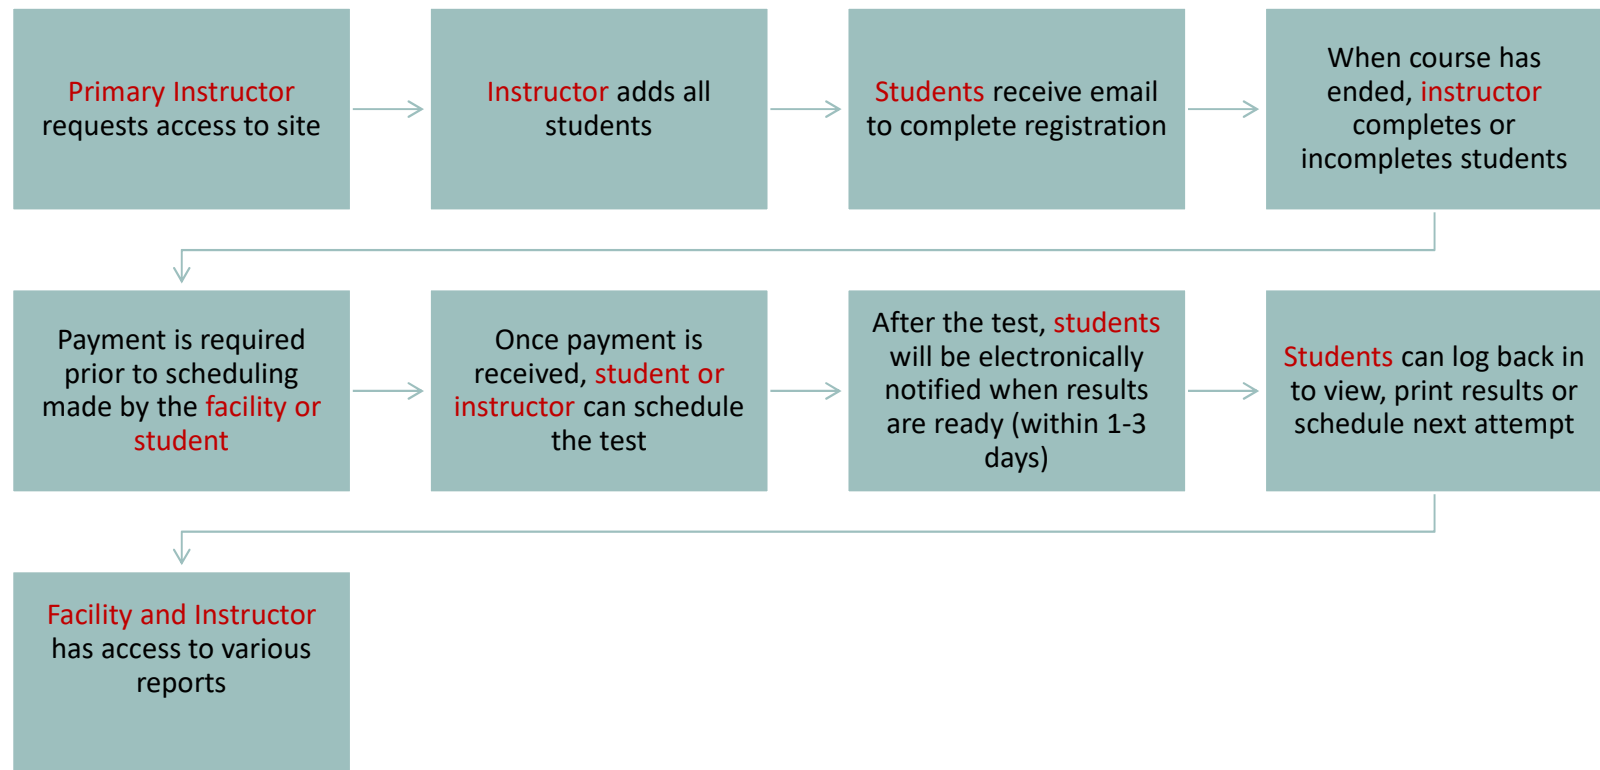 Primary Instructor
requests access to site
Instructor adds all
students
Students receive email
to complete registration
When course has
ended, instructor
completes or
incompletes students
Payment is required
prior to scheduling
made by the facility or
student
Once payment is
received, student or
instructor can schedule
the test
After the test, students
will be electronically
notified when results
are ready (within 1-3
days)
Students can log back in
to view, print results or
schedule next attempt
Facility and Instructor
has access to various
reports